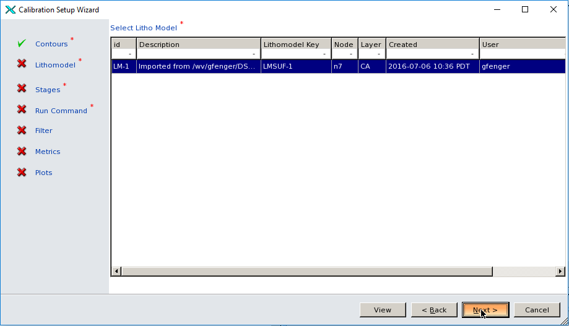 Calibration Setup Wizard
Contours *
Lithomodel *
Stages *
Run Command *
Filter
Metrics
Plots
Select Litho Model *
id Description Lithomodel Key Node Layer Created User
- - - - - -
LM-1 Imported from /wv/gfenger/DS... LMSUF-1 n7 CA 2016-07-06 10:36 PDT gfenger
View < Back Next > Cancel